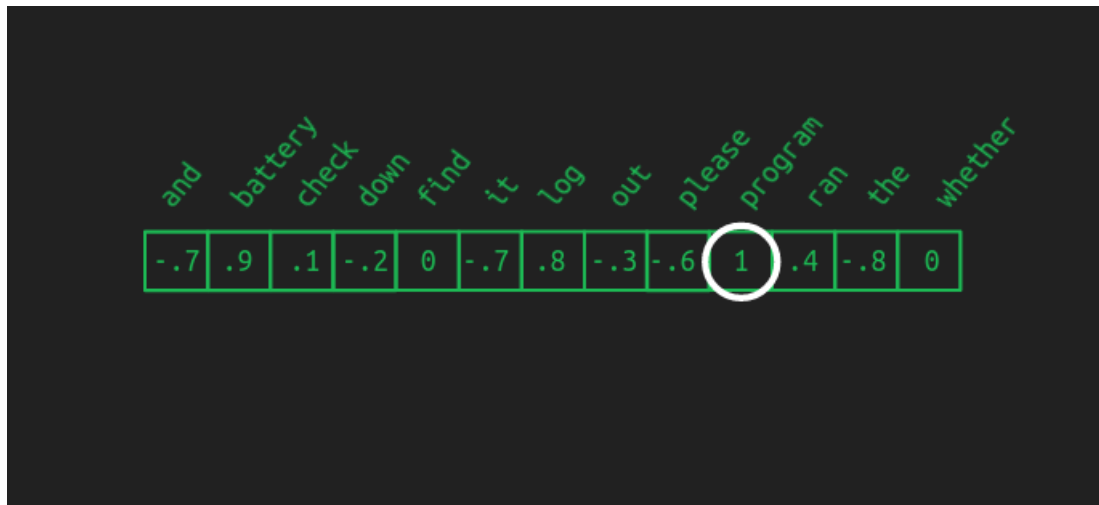 and battery check down find it log out please program ran the whether
-.7 .9 .1 -.2 0 -.7 .8 -.3 -.6 1 .4 -.8 0